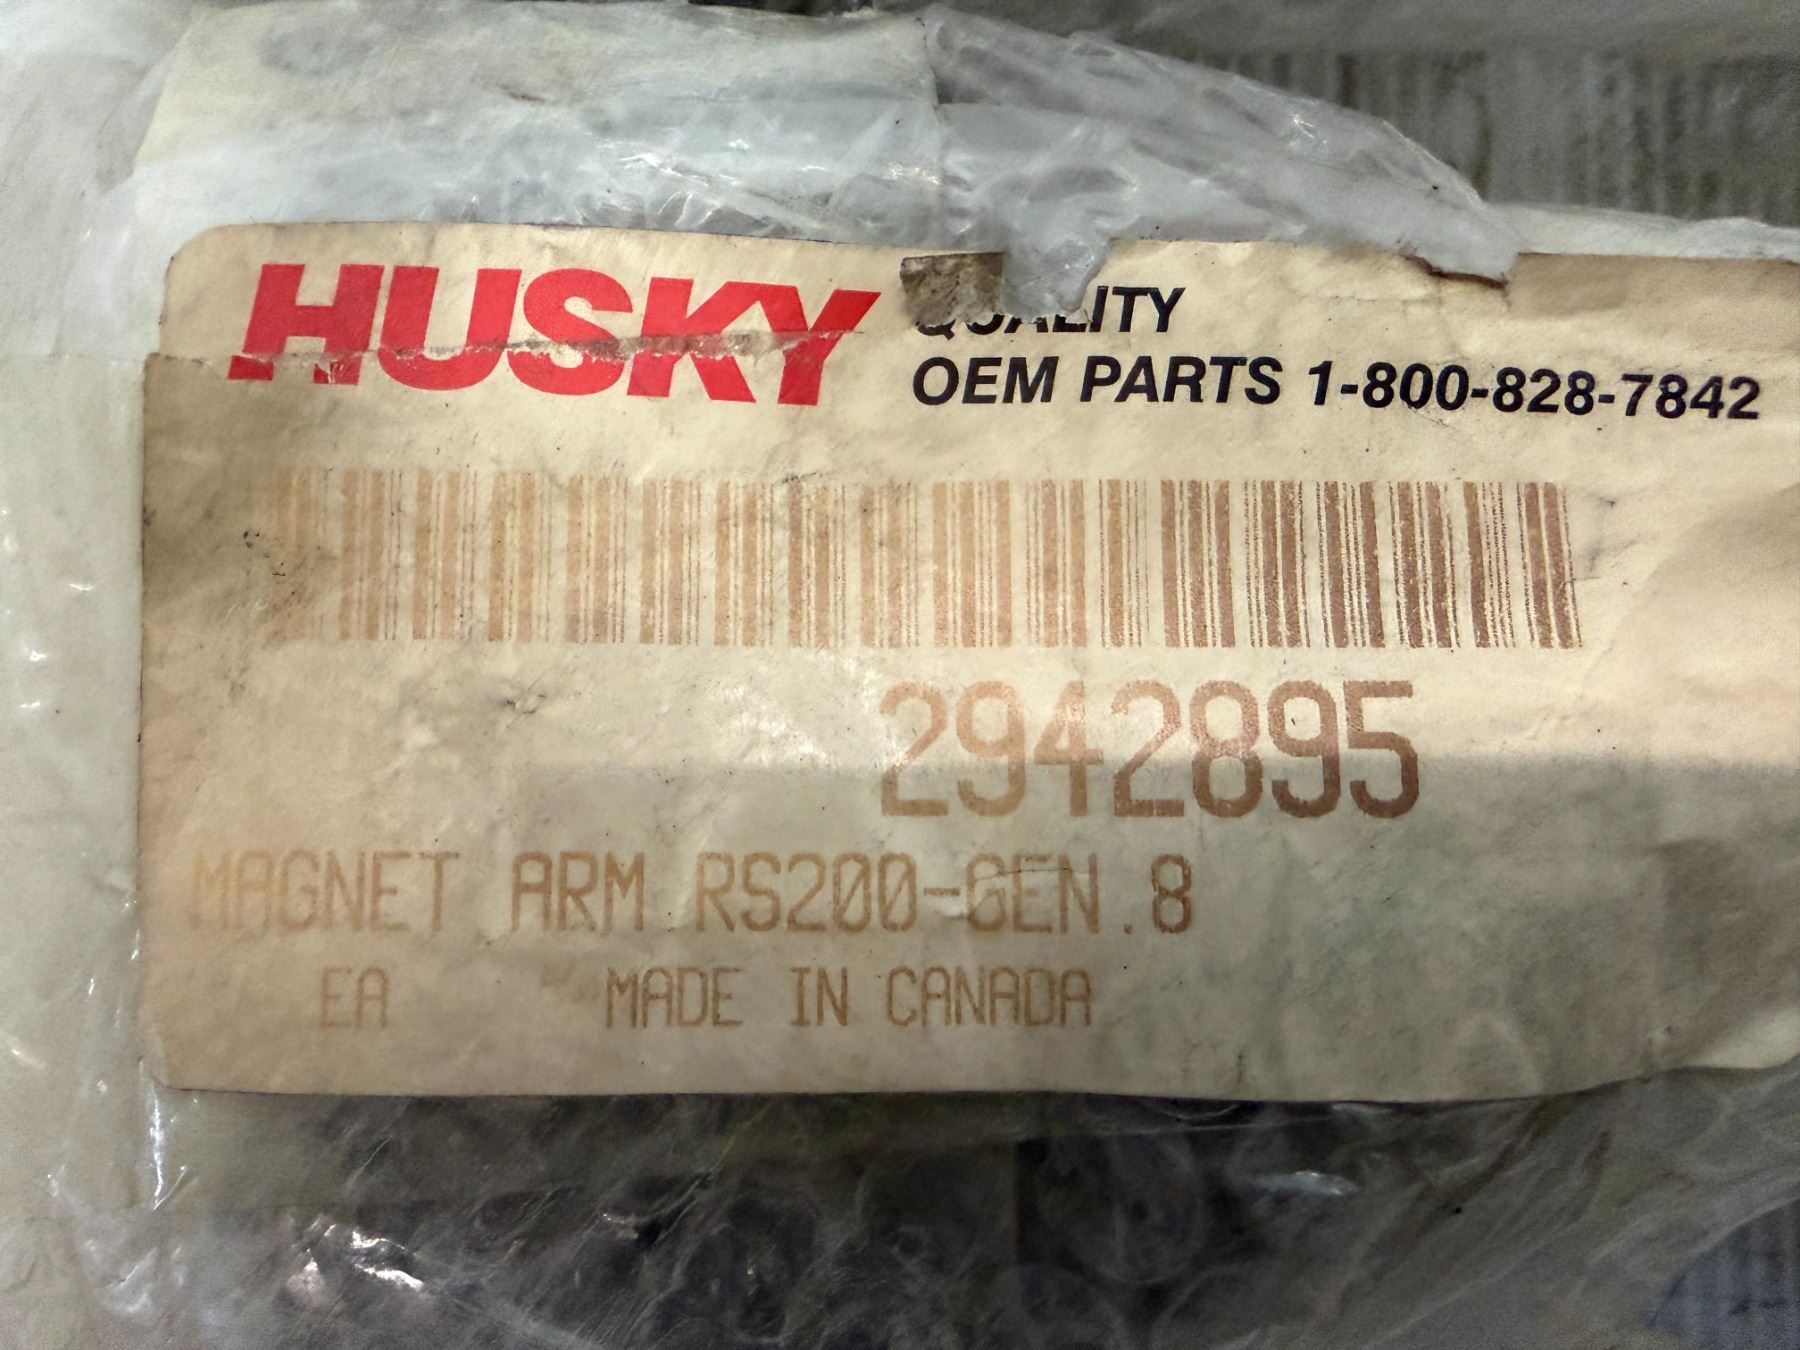 HUSKY
QUALITY
OEM PARTS 1-800-828-7842
2942895
MAGNET ARM RS200-GEN.8
EA MADE IN CANADA